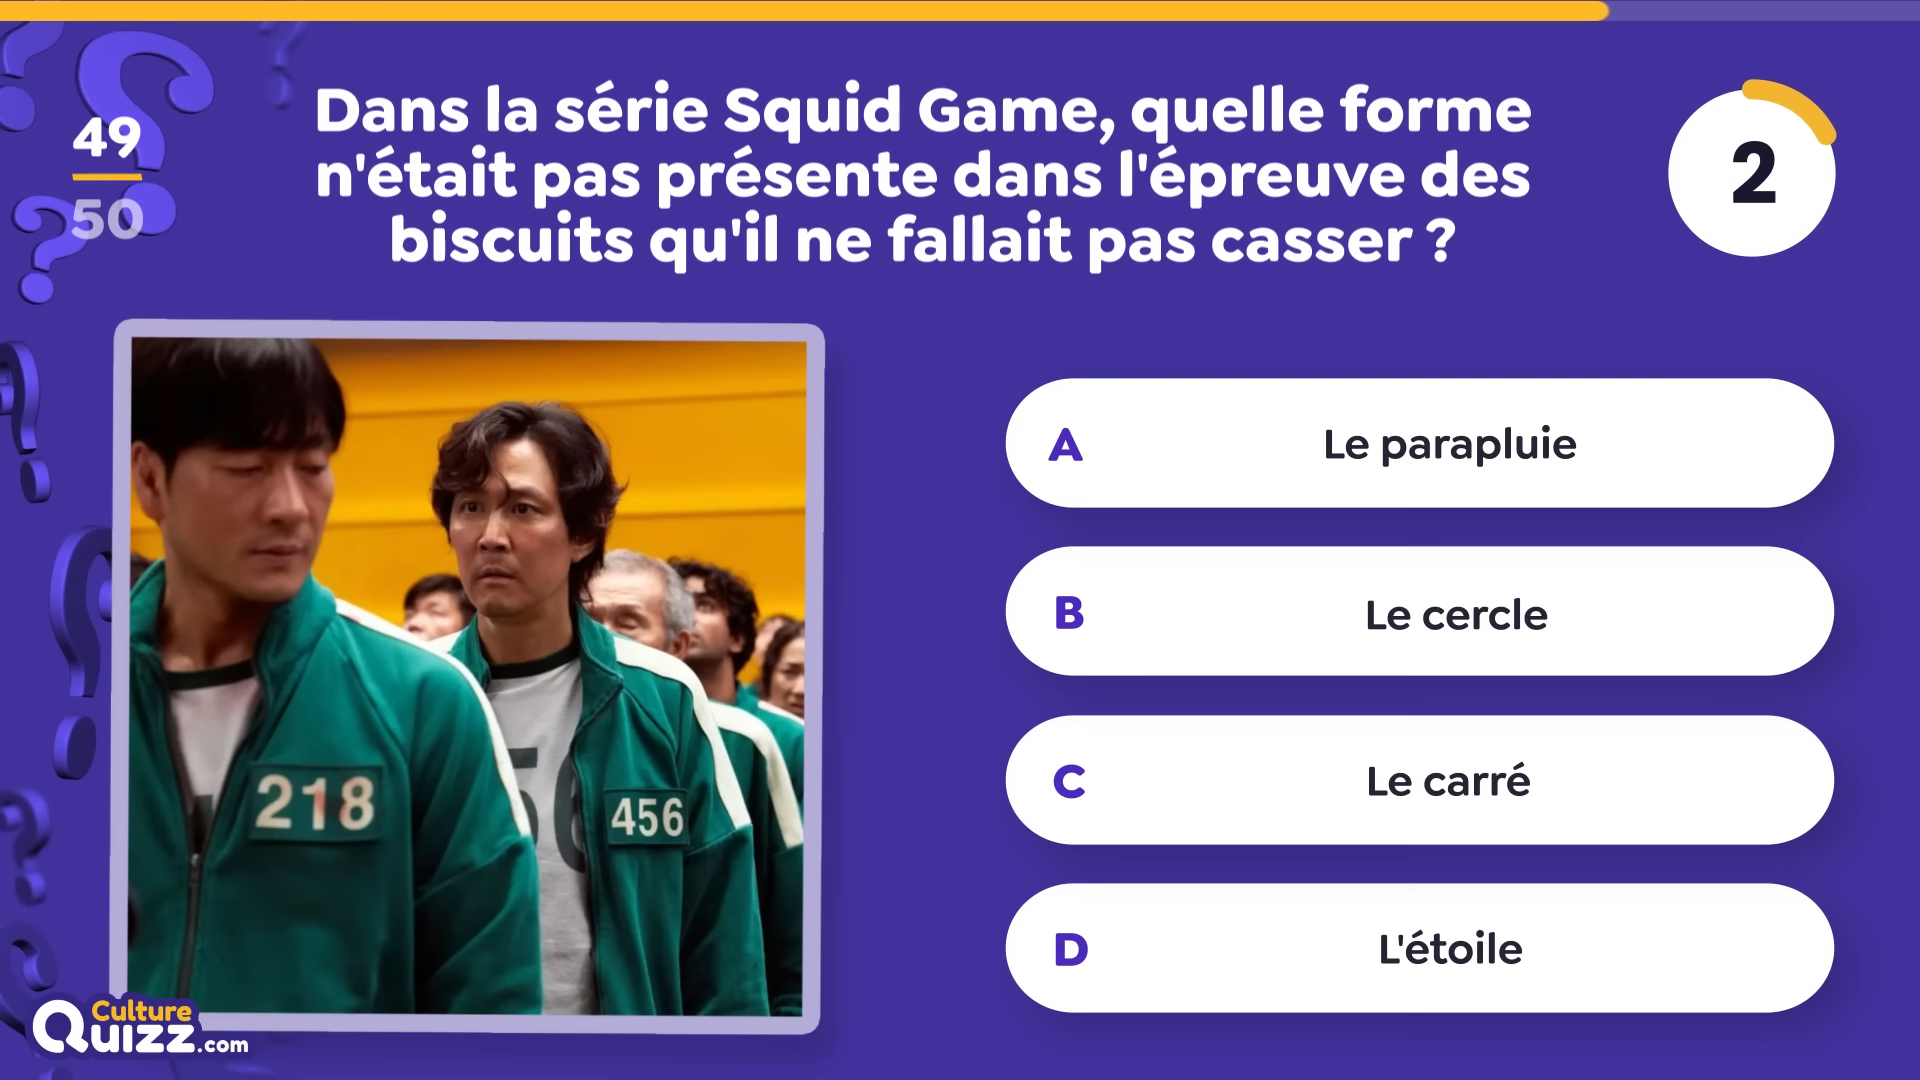 49
50
Dans la série Squid Game, quelle forme
n'était pas présente dans l'épreuve des
biscuits qu'il ne fallait pas casser ?
2
A Le parapluie
B Le cercle
C Le carré
D L'étoile
218
456
56
Culture
Quizz.com